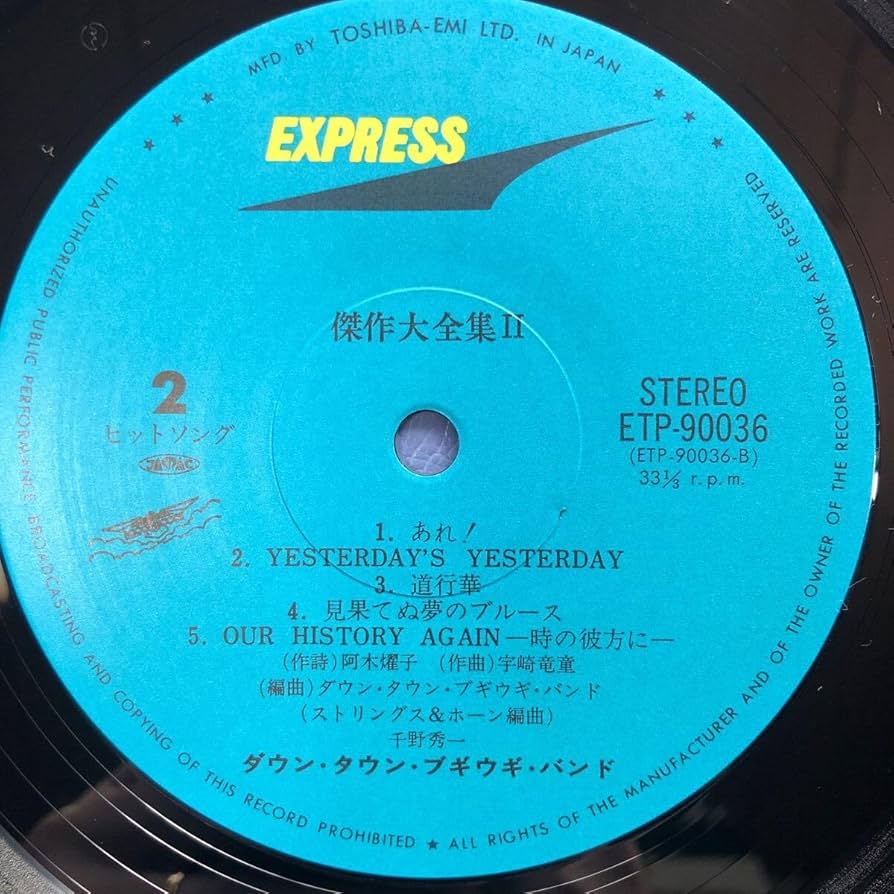 MFD BY TOSHIBA-EMI LTD. IN JAPAN
EXPRESS
傑作大全集II
2
ヒットソング
JASRAC
STEREO
ETP-90036
(ETP-90036-B)
33⅓ r.p.m.
1. あれ!
2. YESTERDAY'S YESTERDAY
3. 道行華
4. 見果てぬ夢のブルース
5. OUR HISTORY AGAIN—時の彼方に—
(作詩)阿木燿子 (作曲)宇崎竜童
(編曲)ダウン・タウン・ブギウギ・バンド
(ストリングス&ホーン編曲)
千野秀一
ダウン・タウン・ブギウギ・バンド
UNAUTHORIZED PUBLIC PERFORMANCE, BROADCASTING AND COPYING OF THIS RECORD PROHIBITED ★ ALL RIGHTS OF THE MANUFACTURER AND OF THE OWNER OF THE RECORDED WORK ARE RESERVED